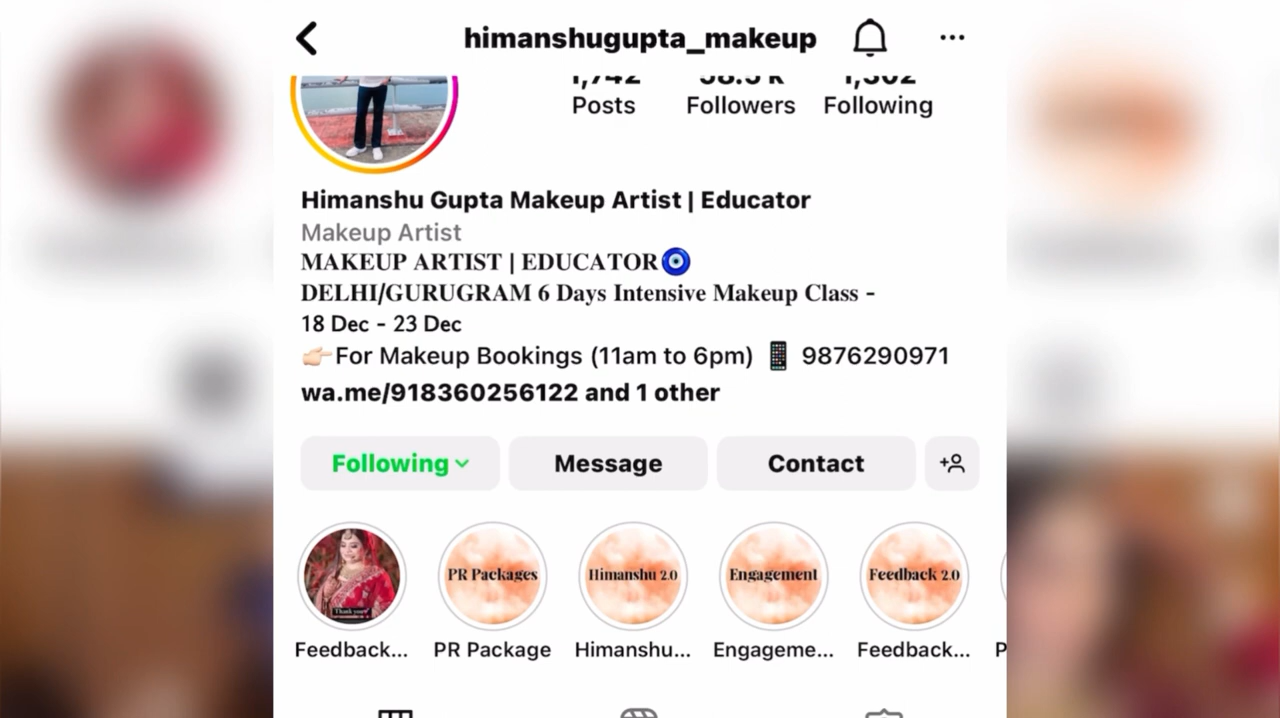 himanshugupta_makeup
Posts Followers Following
Himanshu Gupta Makeup Artist | Educator
Makeup Artist
MAKEUP ARTIST | EDUCATOR🧿
DELHI/GURUGRAM 6 Days Intensive Makeup Class -
18 Dec - 23 Dec
👉🏻For Makeup Bookings (11am to 6pm) 📱 9876290971
wa.me/918360256122 and 1 other
Following Message Contact
PR Packages Himanshu 2.0 Engagement Feedback 2.0
Feedback... PR Package Himanshu... Engageme... Feedback...